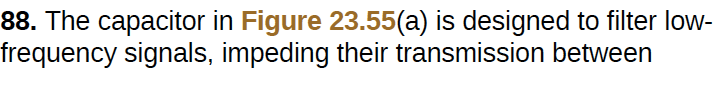 88. The capacitor in Figure 23.55(a) is designed to filter low-
frequency signals, impeding their transmission between